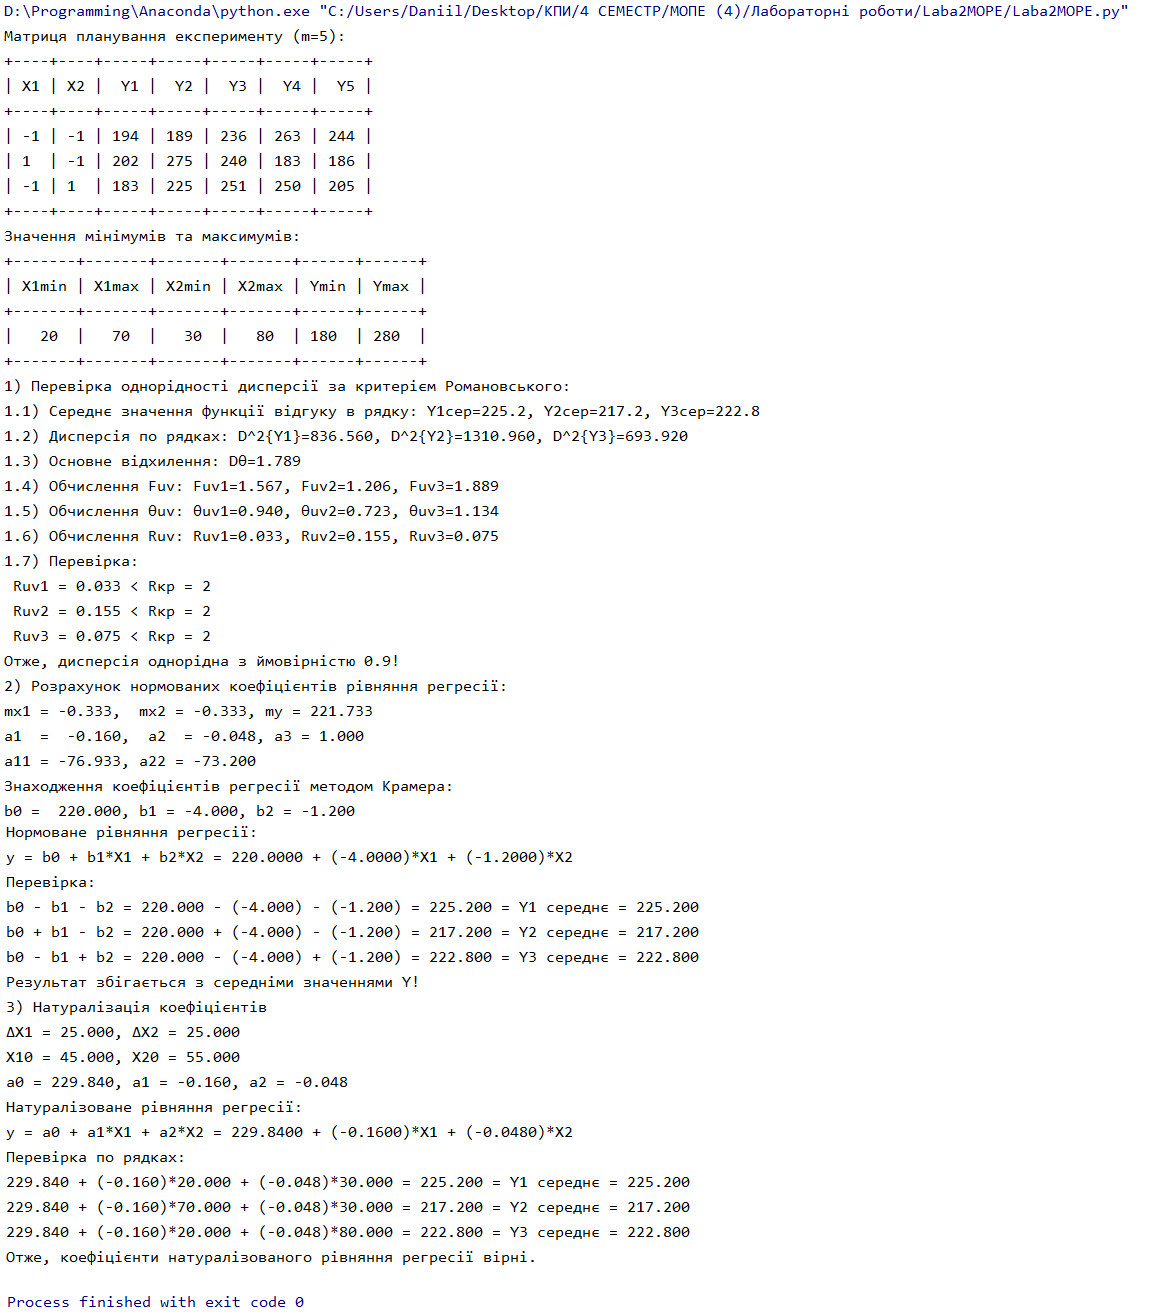 D:\Programming\Anaconda\python.exe "C:/Users/Daniil/Desktop/КПИ/4 СЕМЕСТР/МОПЕ (4)/Лабораторні роботи/Laba2MOPE/Laba2MOPE.py"
Матриця планування експерименту (m=5):
+----+----+-----+-----+-----+-----+-----+
| X1 | X2 |  Y1 |  Y2 |  Y3 |  Y4 |  Y5 |
+----+----+-----+-----+-----+-----+-----+
| -1 | -1 | 194 | 189 | 236 | 263 | 244 |
| 1  | -1 | 202 | 275 | 240 | 183 | 186 |
| -1 | 1  | 183 | 225 | 251 | 250 | 205 |
+----+----+-----+-----+-----+-----+-----+
Значення мінімумів та максимумів:
+-------+-------+-------+-------+------+------+
| X1min | X1max | X2min | X2max | Ymin | Ymax |
+-------+-------+-------+-------+------+------+
|   20  |   70  |   30  |   80  | 180  | 280  |
+-------+-------+-------+-------+------+------+
1) Перевірка однорідності дисперсії за критерієм Романовського:
1.1) Середнє значення функції відгуку в рядку: Y1сер=225.2, Y2сер=217.2, Y3сер=222.8
1.2) Дисперсія по рядках: D^2{Y1}=836.560, D^2{Y2}=1310.960, D^2{Y3}=693.920
1.3) Основне відхилення: Dθ=1.789
1.4) Обчислення Fuv: Fuv1=1.567, Fuv2=1.206, Fuv3=1.889
1.5) Обчислення θuv: θuv1=0.940, θuv2=0.723, θuv3=1.134
1.6) Обчислення Ruv: Ruv1=0.033, Ruv2=0.155, Ruv3=0.075
1.7) Перевірка:
 Ruv1 = 0.033 < Rкр = 2
 Ruv2 = 0.155 < Rкр = 2
 Ruv3 = 0.075 < Rкр = 2
Отже, дисперсія однорідна з ймовірністю 0.9!
2) Розрахунок нормованих коефіцієнтів рівняння регресії:
mx1 = -0.333,  mx2 = -0.333, my = 221.733
a1  =  -0.160,  a2  = -0.048, a3 = 1.000
a11 = -76.933, a22 = -73.200
Знаходження коефіцієнтів регресії методом Крамера:
b0 =  220.000, b1 = -4.000, b2 = -1.200
Нормоване рівняння регресії:
y = b0 + b1*X1 + b2*X2 = 220.0000 + (-4.0000)*X1 + (-1.2000)*X2
Перевірка:
b0 - b1 - b2 = 220.000 - (-4.000) - (-1.200) = 225.200 = Y1 середнє = 225.200
b0 + b1 - b2 = 220.000 + (-4.000) - (-1.200) = 217.200 = Y2 середнє = 217.200
b0 - b1 + b2 = 220.000 - (-4.000) + (-1.200) = 222.800 = Y3 середнє = 222.800
Результат збігається з середніми значеннями Y!
3) Натуралізація коефіцієнтів
ΔX1 = 25.000, ΔX2 = 25.000
X10 = 45.000, X20 = 55.000
a0 = 229.840, a1 = -0.160, a2 = -0.048
Натуралізоване рівняння регресії:
y = a0 + a1*X1 + a2*X2 = 229.8400 + (-0.1600)*X1 + (-0.0480)*X2
Перевірка по рядках:
229.840 + (-0.160)*20.000 + (-0.048)*30.000 = 225.200 = Y1 середнє = 225.200
229.840 + (-0.160)*70.000 + (-0.048)*30.000 = 217.200 = Y2 середнє = 217.200
229.840 + (-0.160)*20.000 + (-0.048)*80.000 = 222.800 = Y3 середнє = 222.800
Отже, коефіцієнти натуралізованого рівняння регресії вірні.
Process finished with exit code 0